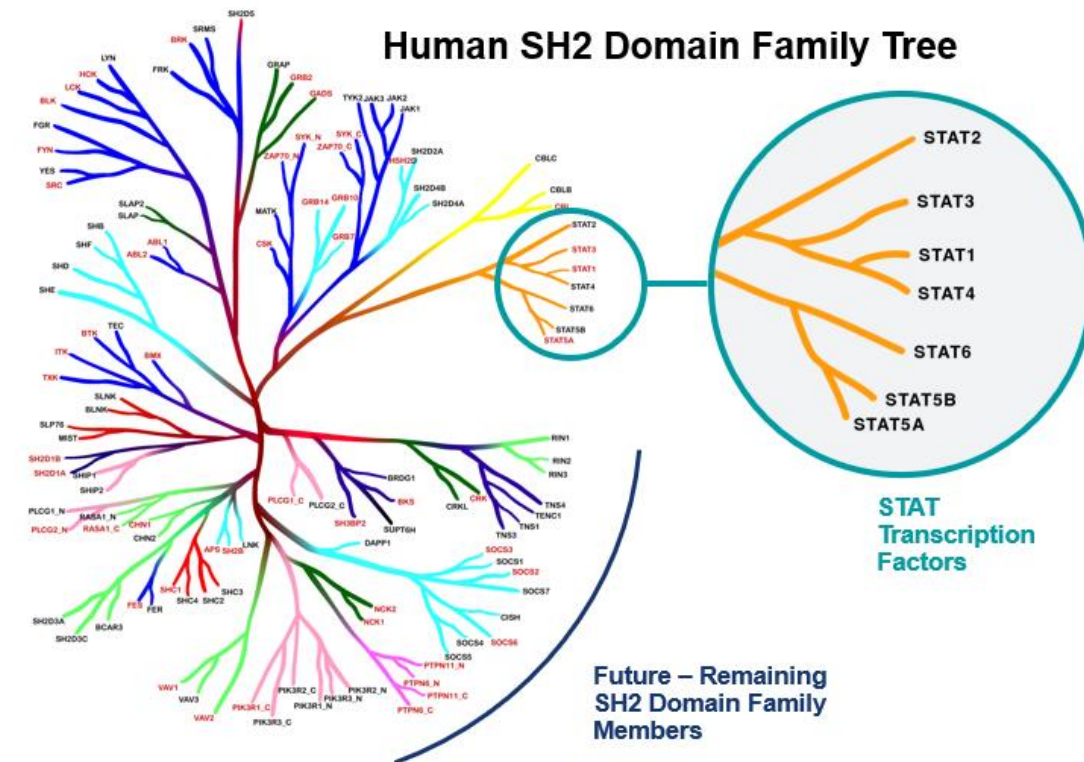 Human SH2 Domain Family Tree
SH2D5
SRMS
BRK
FRK
LYN
HCK
LCK
BLK
FGR
FYN
YES
SRC
GRAP
GRB2
GADS
TYK2
JAK3
JAK2
JAK1
SYK_N
SYK_C
ZAP70_N
ZAP70_C
HSH2D
SH2D2A
SH2D4B
SH2D4A
GRB14
GRB10
GRB7
MATK
CSK
SLAP2
SLAP
ABL1
ABL2
SHB
SHF
SHD
SHE
CBLC
CBLB
CBL
STAT2
STAT3
STAT1
STAT4
STAT6
STAT5B
STAT5A
STAT2
STAT3
STAT1
STAT4
STAT6
STAT5B
STAT5A
STAT
Transcription
Factors
TEC
BTK
ITK
TXK
BMX
SLNK
BLNK
SLP76
MIST
SH2D1B
SH2D1A
SHIP1
SHIP2
PLCG1_N
PLCG2_N
RASA1_N
RASA1_C
CHN1
CHN2
APS
SH2B
LNK
SHC1
SHC4
SHC2
SHC3
FES
FER
SH2D3A
SH2D3C
BCAR3
VAV1
VAV3
VAV2
PLCG1_C
PLCG2_C
SH3BP2
BRDG1
BKS
SUPT6H
CRKL
CRK
RIN1
RIN2
RIN3
TNS4
TENC1
TNS1
TNS3
DAPP1
SOCS3
SOCS1
SOCS2
SOCS7
CISH
SOCS6
SOCS4
SOCS5
NCK2
NCK1
PTPN11_N
PTPN6_N
PTPN11_C
PTPN6_C
PIK3R1_C
PIK3R2_C
PIK3R3_C
PIK3R1_N
PIK3R3_N
PIK3R2_N
Future – Remaining
SH2 Domain Family
Members